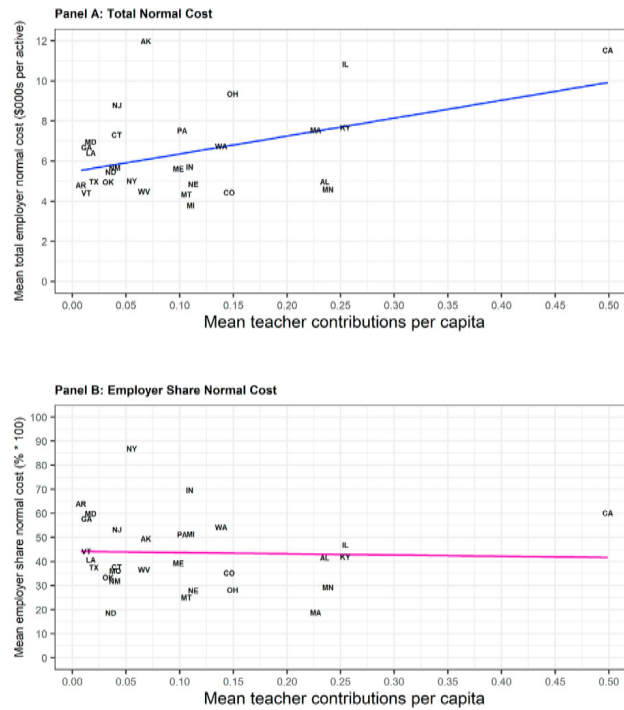 Panel A: Total Normal Cost
Mean total employer normal cost ($000s per active)
12
10
8
6
4
2
0
AK
CA
IL
OH
NJ
CT
PA
MA
KY
MD
GA
LA
WA
NM
ND
ME
IN
TX
OK
NY
AR
VT
WV
NE
MT
MI
CO
AL
MN
0.00 0.05 0.10 0.15 0.20 0.25 0.30 0.35 0.40 0.45 0.50
Mean teacher contributions per capita
Panel B: Employer Share Normal Cost
Mean employer share normal cost (% * 100)
100
90
80
70
60
50
40
30
20
10
0
NY
IN
AR
MD
GA
CA
NJ
WA
PA
MI
AK
IL
VT
KY
AL
LA
ME
TX
CT
MO
WV
CO
OK
NM
NE
OH
MN
MT
ND
MA
0.00 0.05 0.10 0.15 0.20 0.25 0.30 0.35 0.40 0.45 0.50
Mean teacher contributions per capita